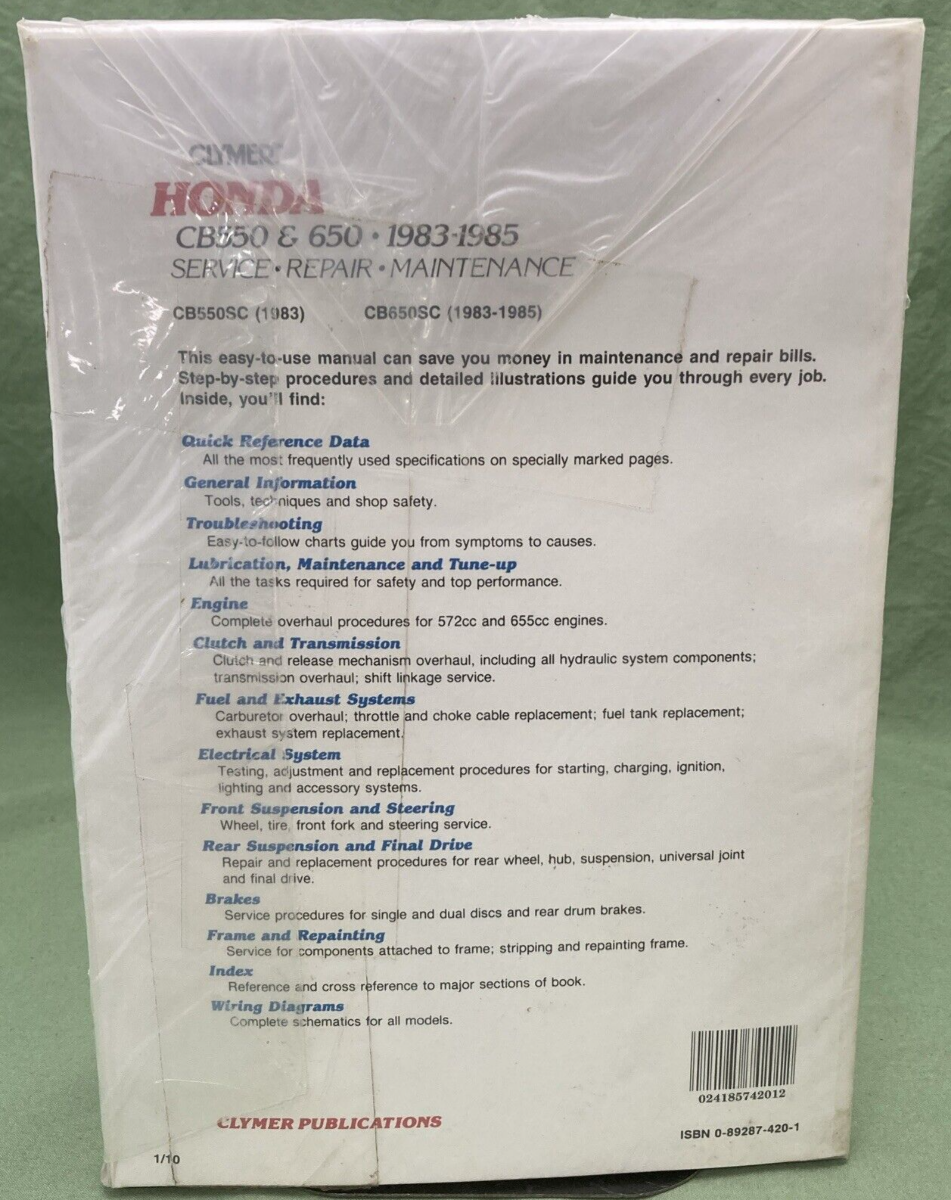 CLYMER
HONDA
CB550 & 650 • 1983-1985
SERVICE • REPAIR • MAINTENANCE
CB550SC (1983) CB650SC (1983-1985)
This easy-to-use manual can save you money in maintenance and repair bills.
Step-by-step procedures and detailed illustrations guide you through every job.
Inside, you'll find:
Quick Reference Data
All the most frequently used specifications on specially marked pages.
General Information
Tools, techniques and shop safety.
Troubleshooting
Easy-to-follow charts guide you from symptoms to causes.
Lubrication, Maintenance and Tune-up
All the tasks required for safety and top performance.
Engine
Complete overhaul procedures for 572cc and 655cc engines.
Clutch and Transmission
Clutch and release mechanism overhaul, including all hydraulic system components;
transmission overhaul; shift linkage service.
Fuel and Exhaust Systems
Carburetor overhaul; throttle and choke cable replacement; fuel tank replacement;
exhaust system replacement.
Electrical System
Testing, adjustment and replacement procedures for starting, charging, ignition,
lighting and accessory systems.
Front Suspension and Steering
Wheel, tire, front fork and steering service.
Rear Suspension and Final Drive
Repair and replacement procedures for rear wheel, hub, suspension, universal joint
and final drive.
Brakes
Service procedures for single and dual discs and rear drum brakes.
Frame and Repainting
Service for components attached to frame; stripping and repainting frame.
Index
Reference and cross reference to major sections of book.
Wiring Diagrams
Complete schematics for all models.
024185742012
CLYMER PUBLICATIONS
ISBN 0-89287-420-1
1/10